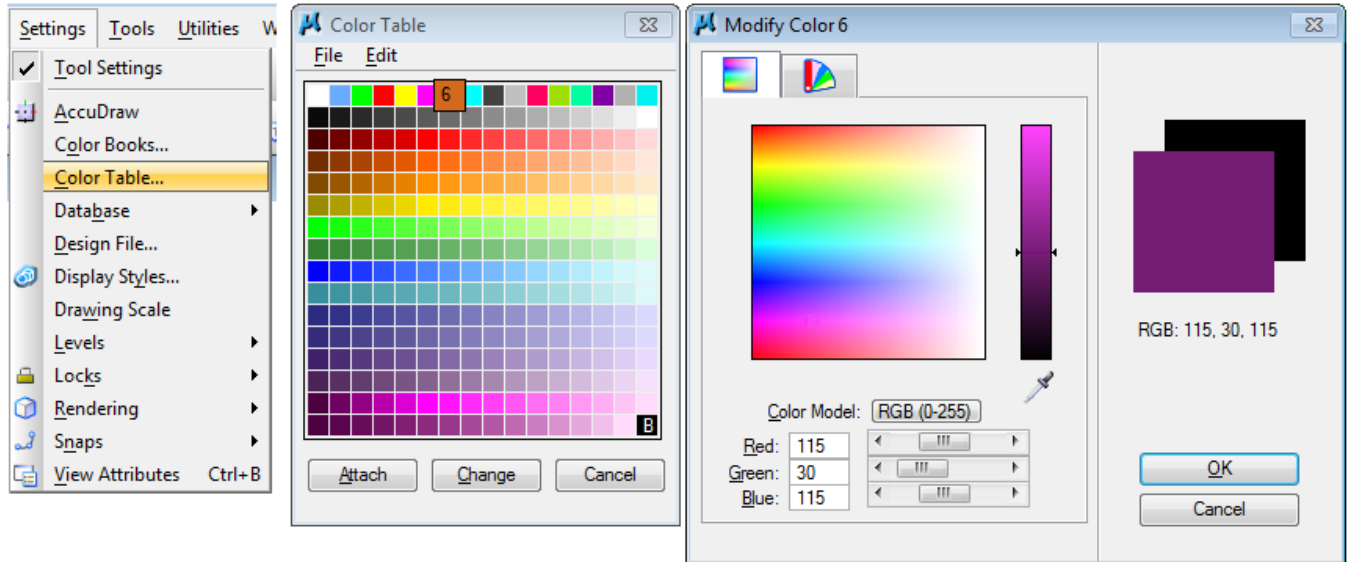 Settings Tools Utilities W
Tool Settings
AccuDraw
Color Books...
Color Table...
Database
Design File...
Display Styles...
Drawing Scale
Levels
Locks
Rendering
Snaps
View Attributes Ctrl+B
Color Table
File Edit
6
B
Attach Change Cancel
Modify Color 6
RGB: 115, 30, 115
Color Model: RGB (0-255)
Red: 115
Green: 30
Blue: 115
OK
Cancel